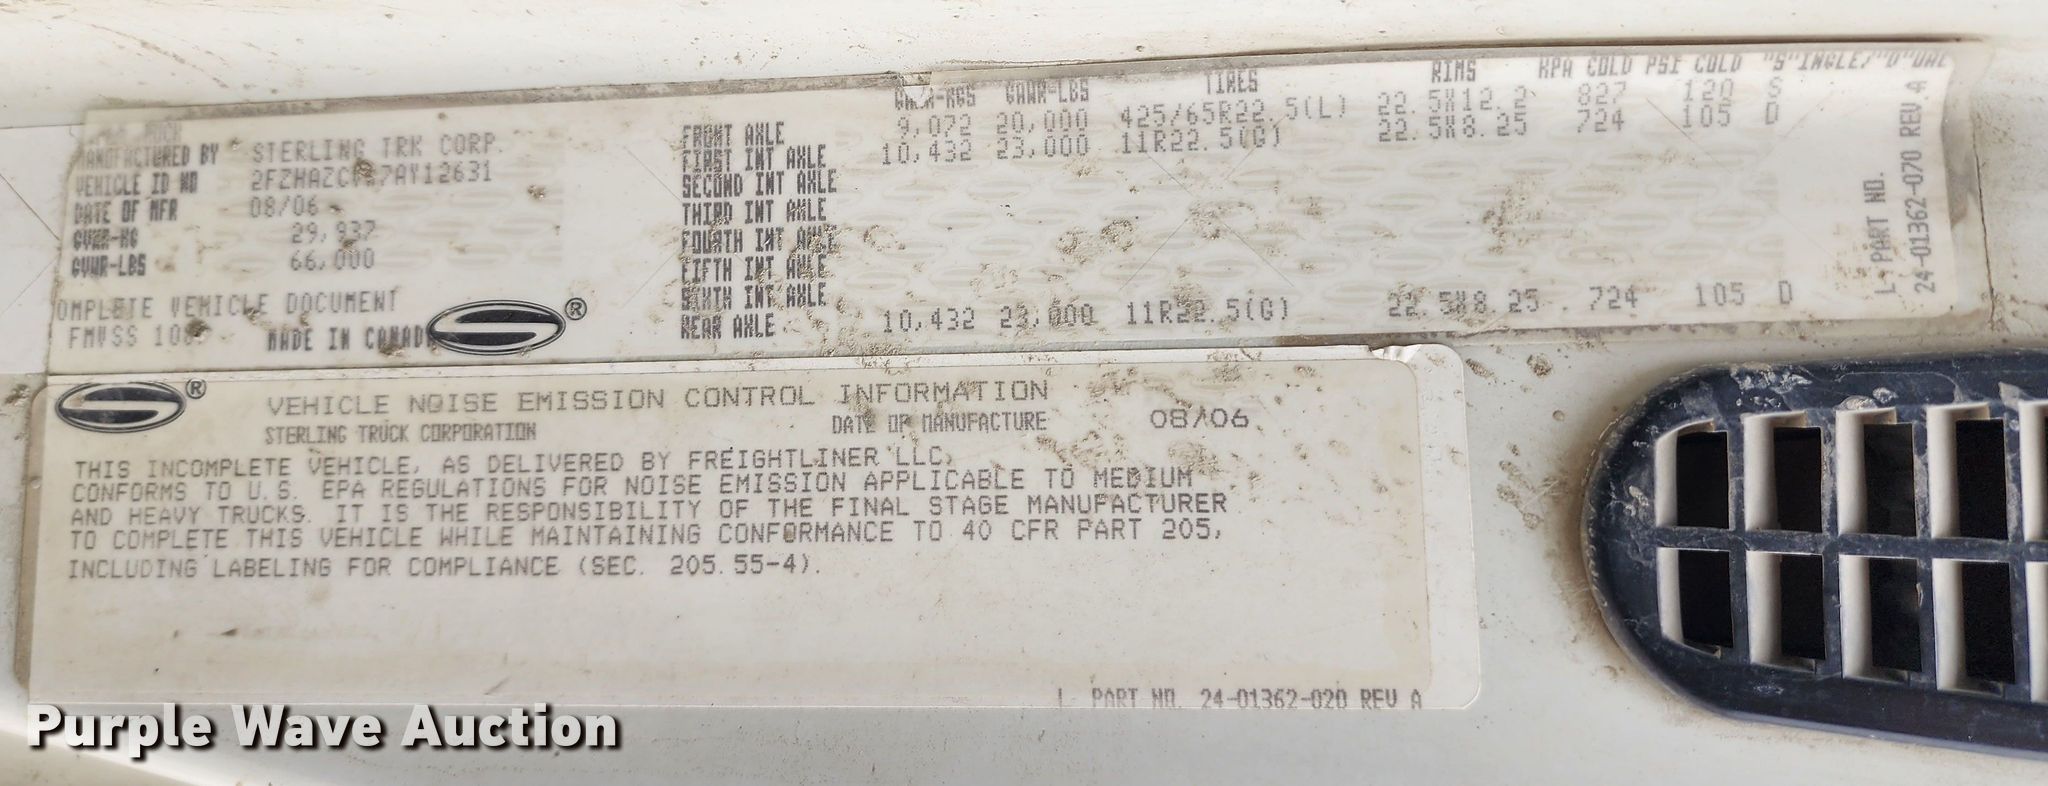 GAWR-KGS GAWR-LBS TIRES RIMS KPA COLD PSI COLD "S"INGLE/"D"UAL
MANUFACTURED BY STERLING TRK CORP.
VEHICLE ID NO
DATE OF MFR 08/06
GVWR-KG 29,937
GVWR-LBS 66,000
OMPLETE VEHICLE DOCUMENT
FMVSS MADE IN CANADA
®
FRONT AXLE 9,072 20,000 425/65R22.5(L) 22.5X12.2 827 120 S
FIRST INT AXLE 10,432 23,000 11R22.5(G) 22.5X8.25 724 105 D
SECOND INT AXLE
THIRD INT AXLE
FOURTH INT AXLE
FIFTH INT AXLE
SIXTH INT AXLE
REAR AXLE 10,432 23,000 11R22.5(G) 22.5X8.25 724 105 D
L- PART NO.
24-01362-070 REV.A
®
VEHICLE NOISE EMISSION CONTROL INFORMATION
STERLING TRUCK CORPORATION DATE OF MANUFACTURE 08/06
THIS INCOMPLETE VEHICLE, AS DELIVERED BY FREIGHTLINER LLC,
CONFORMS TO U.S. EPA REGULATIONS FOR NOISE EMISSION APPLICABLE TO MEDIUM
AND HEAVY TRUCKS. IT IS THE RESPONSIBILITY OF THE FINAL STAGE MANUFACTURER
TO COMPLETE THIS VEHICLE WHILE MAINTAINING CONFORMANCE TO 40 CFR PART 205,
INCLUDING LABELING FOR COMPLIANCE (SEC. 205.55-4).
L- PART NO. 24-01362-020 REV A
Purple Wave Auction